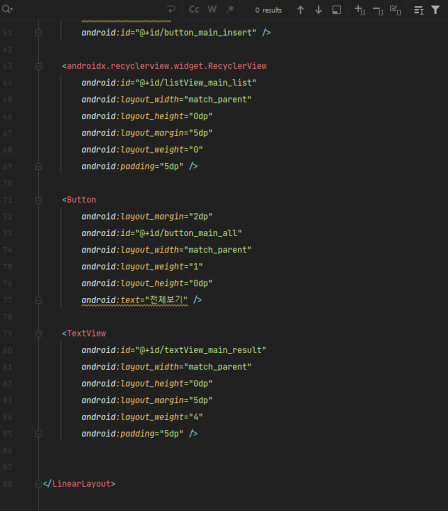 Cc W .* 0 results
61 android:id="@+id/button_main_insert" />
62
63 <androidx.recyclerview.widget.RecyclerView
64 android:id="@+id/listView_main_list"
65 android:layout_width="match_parent"
66 android:layout_height="0dp"
67 android:layout_margin="5dp"
68 android:layout_weight="0"
69 android:padding="5dp" />
70
71 <Button
72 android:layout_margin="2dp"
73 android:id="@+id/button_main_all"
74 android:layout_width="match_parent"
75 android:layout_weight="1"
76 android:layout_height="0dp"
77 android:text="전체보기" />
78
79 <TextView
80 android:id="@+id/textView_main_result"
81 android:layout_width="match_parent"
82 android:layout_height="0dp"
83 android:layout_margin="5dp"
84 android:layout_weight="4"
85 android:padding="5dp" />
86
87
88 </LinearLayout>